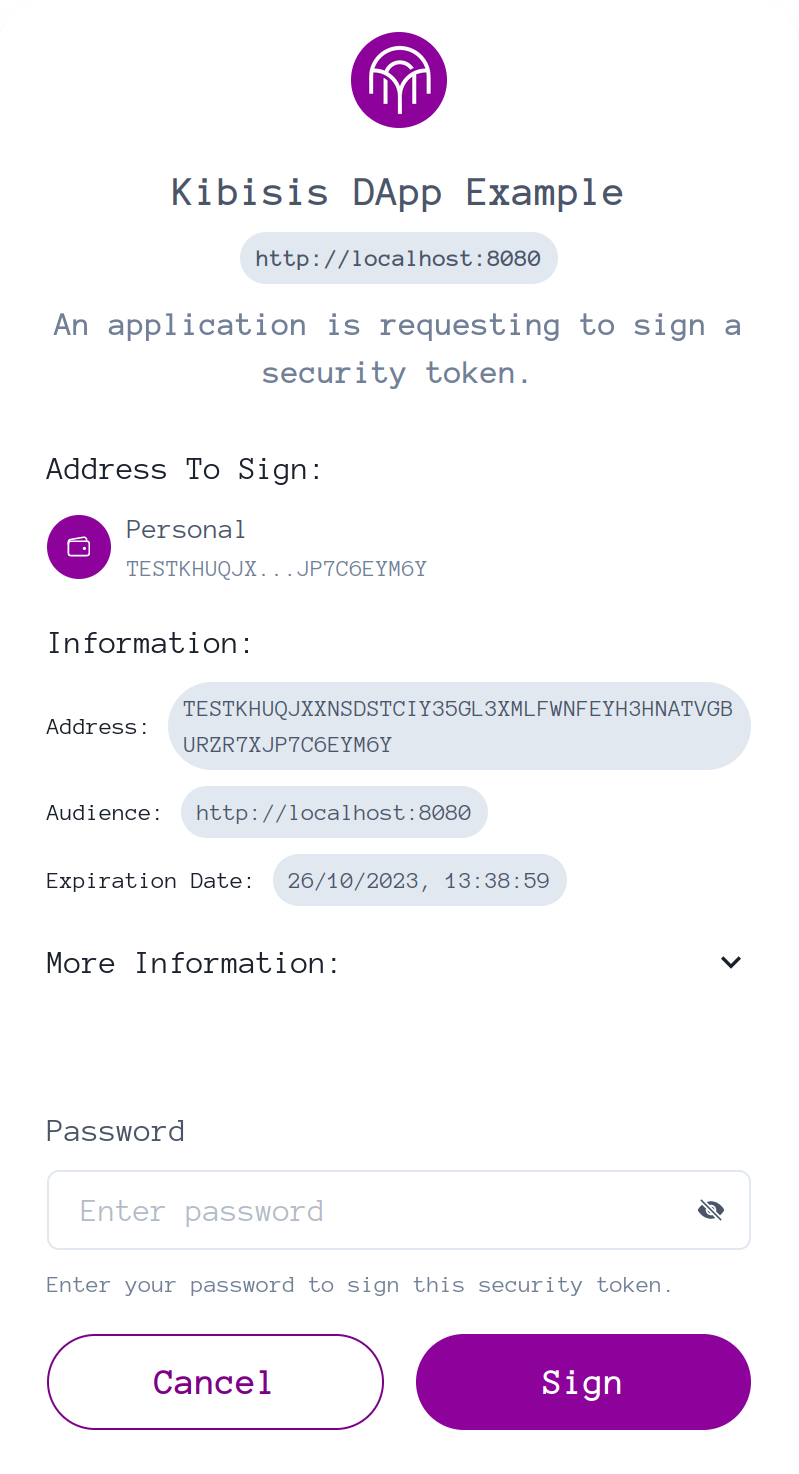 Kibisis DApp Example
http://localhost:8080
An application is requesting to sign a
security token.
Address To Sign:
Personal
TESTKHUQJX...JP7C6EYM6Y
Information:
Address:
TESTKHUQJXXNSDSTCIY35GL3XMLFWNFEYH3HNATVGB
URZR7XJP7C6EYM6Y
Audience: http://localhost:8080
Expiration Date: 26/10/2023, 13:38:59
More Information:
Password
Enter password
Enter your password to sign this security token.
Cancel Sign